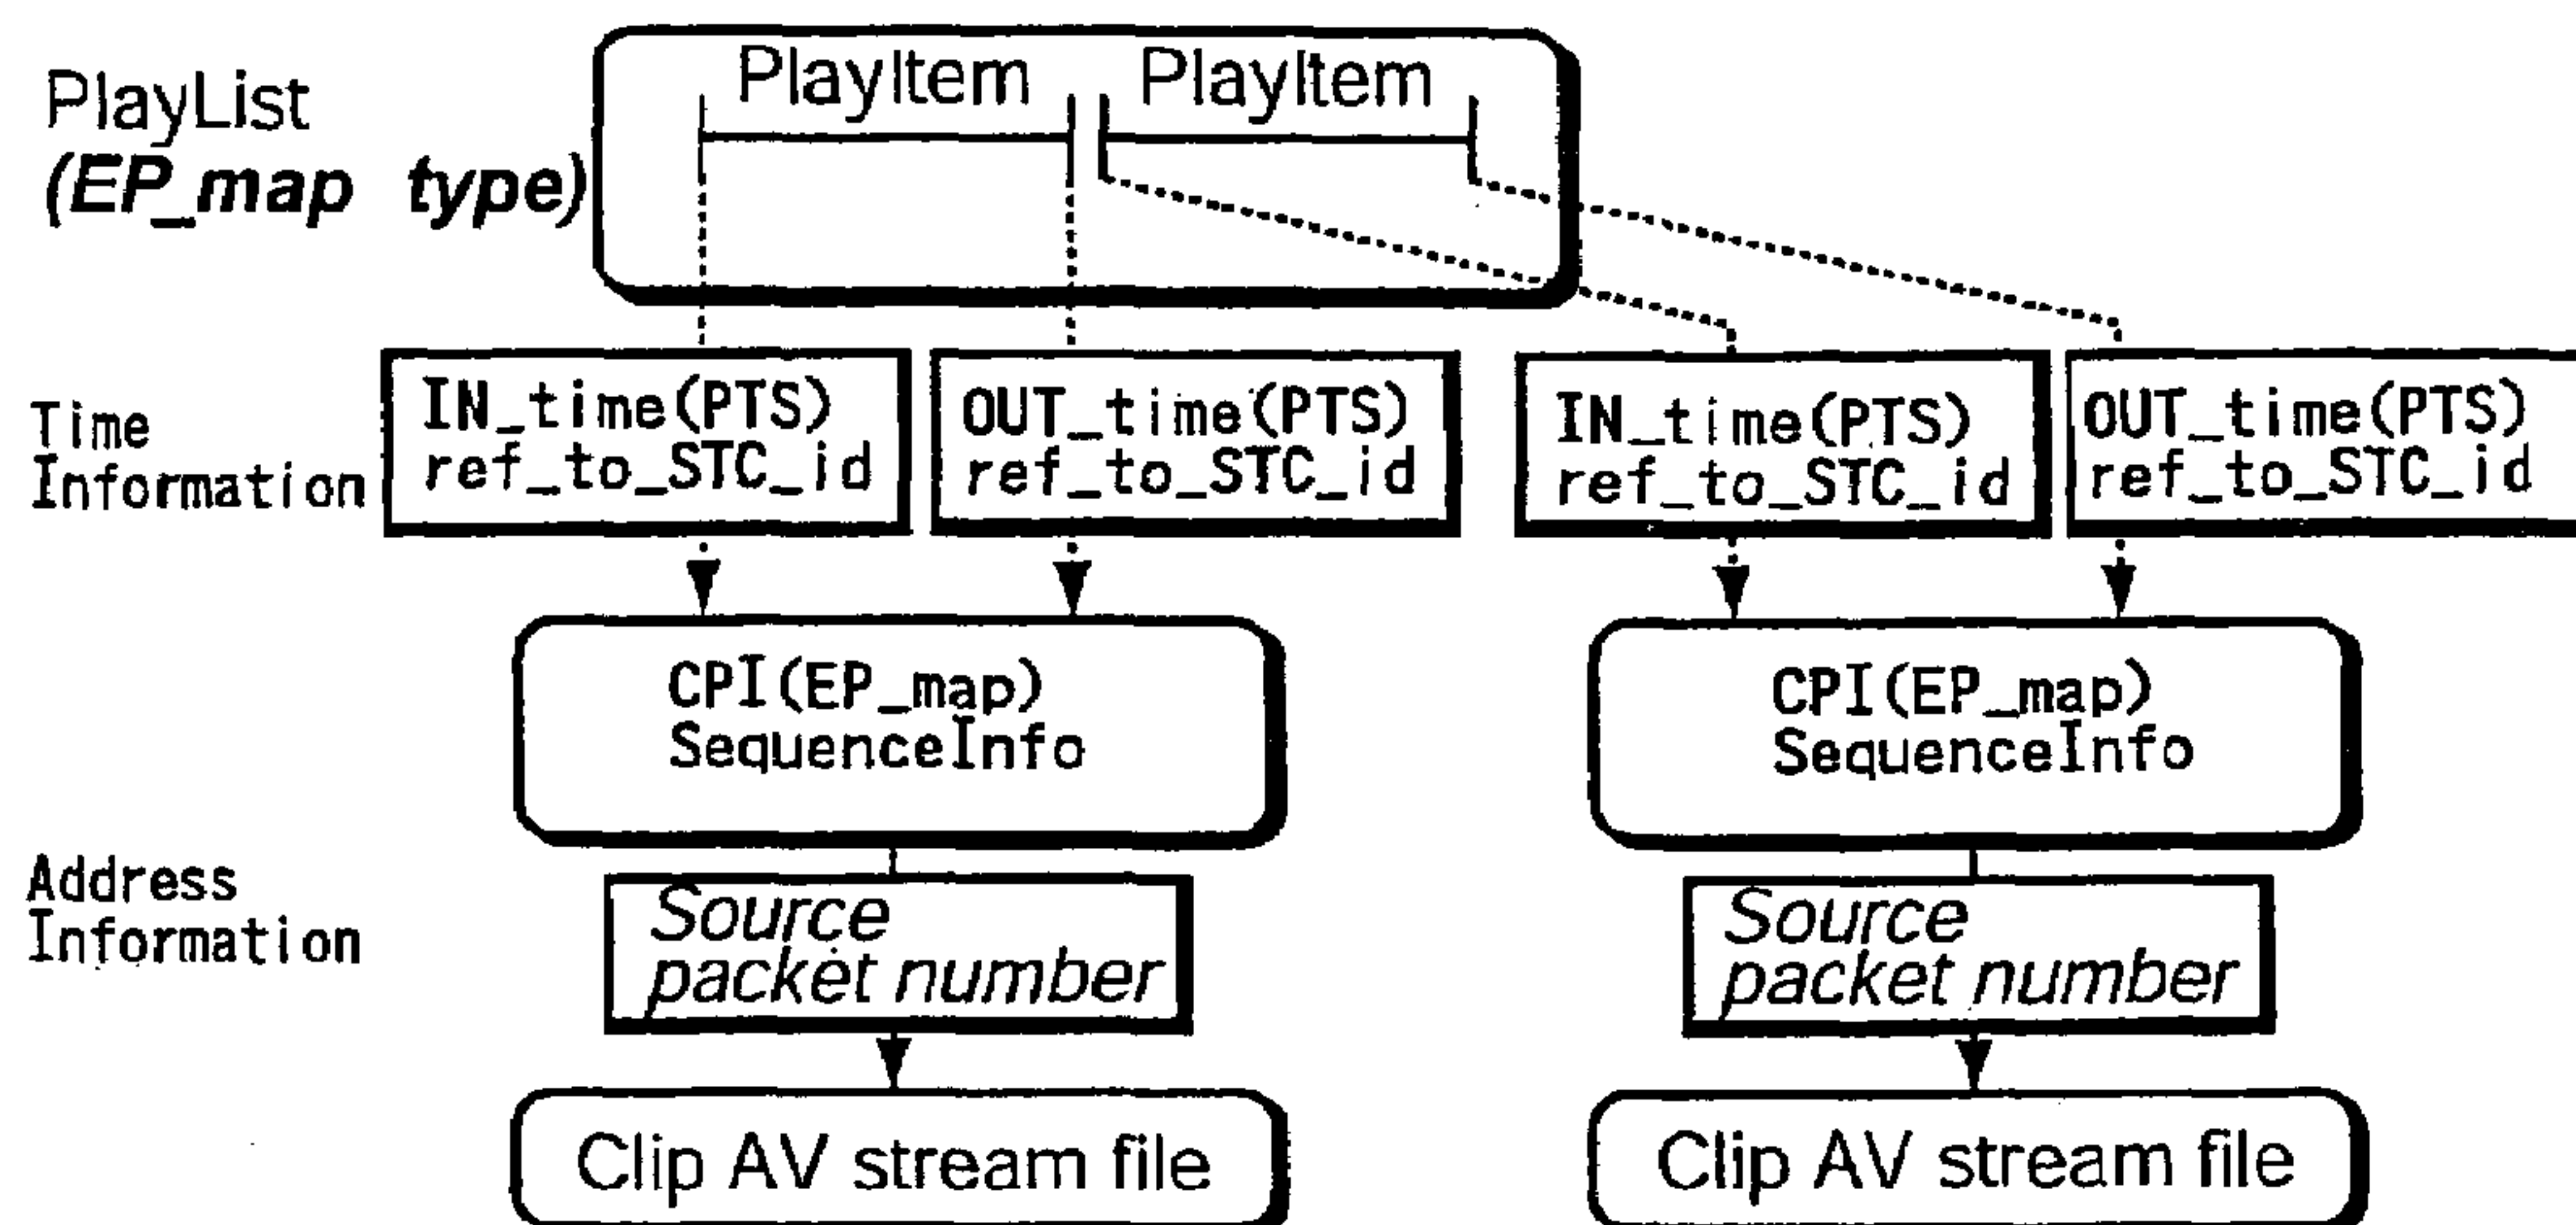 PlayList
(EP_map type)
PlayItem PlayItem
Time
Information
IN_time(PTS)
ref_to_STC_id
OUT_time(PTS)
ref_to_STC_id
IN_time(PTS)
ref_to_STC_id
OUT_time(PTS)
ref_to_STC_id
CPI(EP_map)
SequenceInfo
CPI(EP_map)
SequenceInfo
Address
Information
Source
packet number
Source
packet number
Clip AV stream file
Clip AV stream file